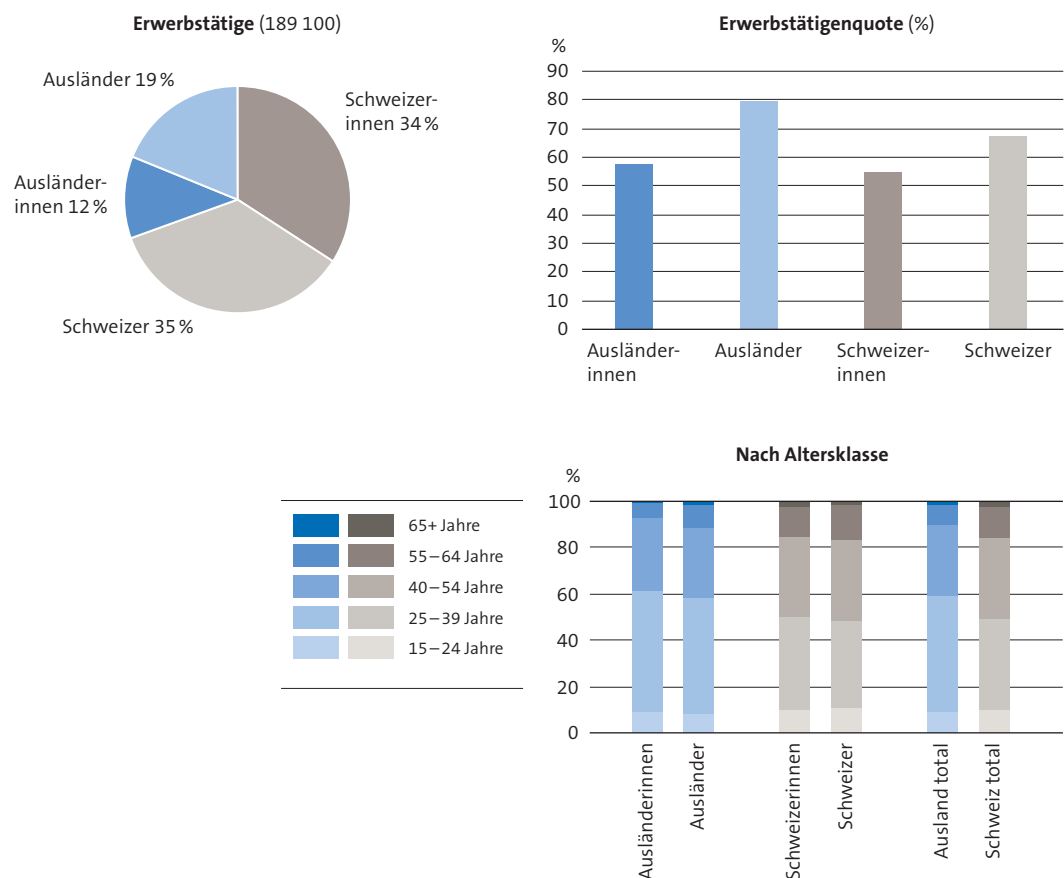 Erwerbstätige (189 100)
Ausländer 19 %
Schweizer-
innen 34 %
Ausländer-
innen 12 %
Schweizer 35 %
Erwerbstätigenquote (%)
%
90
80
70
60
50
40
30
20
10
0
Ausländer-
innen
Ausländer
Schweizer-
innen
Schweizer
65+ Jahre
55–64 Jahre
40–54 Jahre
25–39 Jahre
15–24 Jahre
Nach Altersklasse
%
100
80
60
40
20
0
Ausländerinnen
Ausländer
Schweizerinnen
Schweizer
Ausland total
Schweiz total